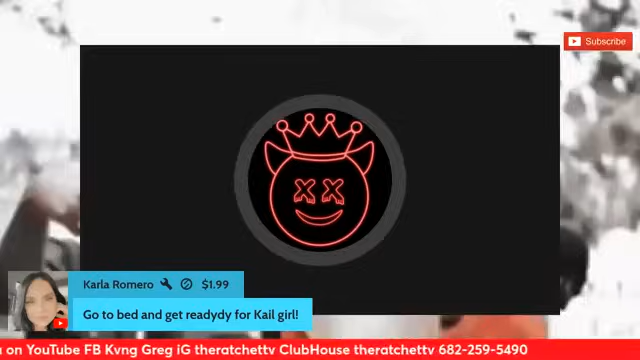 Subscribe
Karla Romero $1.99
Go to bed and get readydy for Kail girl!
on YouTube FB Kvng Greg iG theratchettv ClubHouse theratchettv 682-259-5490